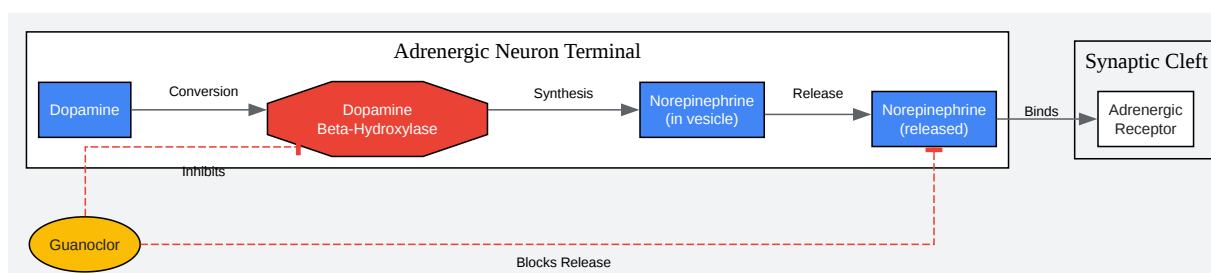 Adrenergic Neuron Terminal
Synaptic Cleft
Dopamine
Conversion
Dopamine
Beta-Hydroxylase
Synthesis
Norepinephrine
(in vesicle)
Release
Norepinephrine
(released)
Binds
Adrenergic
Receptor
Inhibits
Guanoclor
Blocks Release